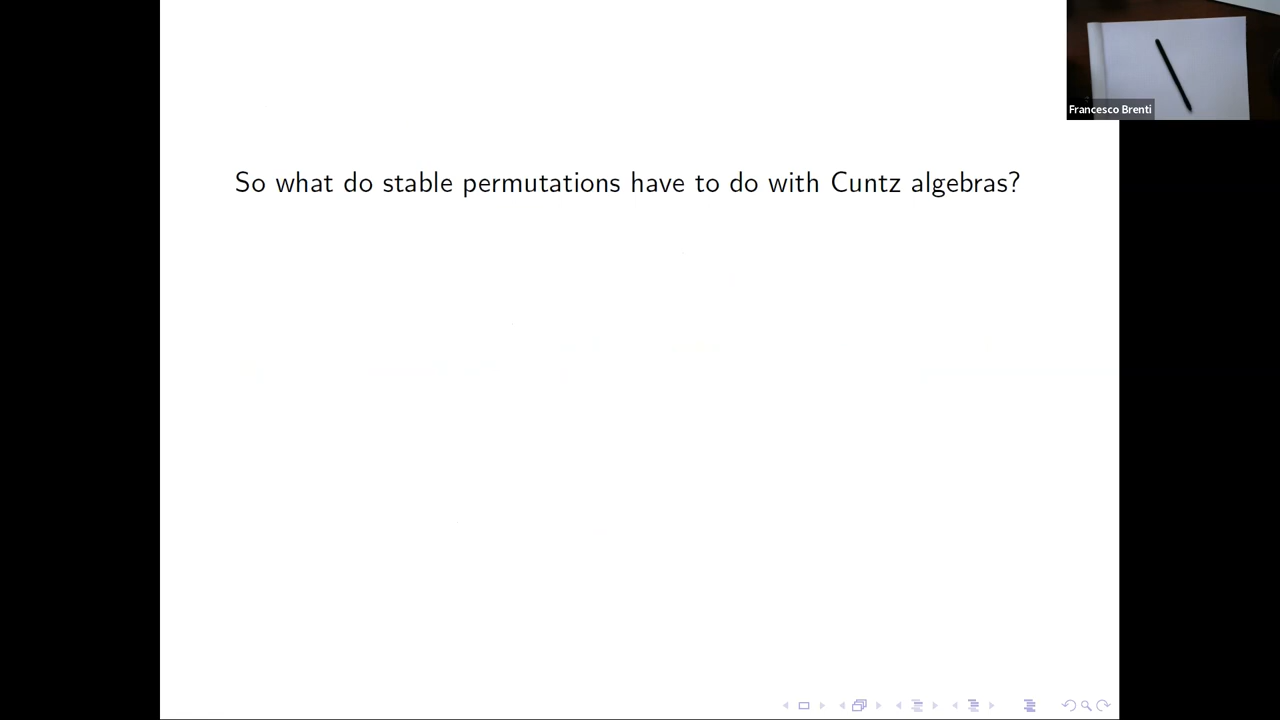 Francesco Brenti
So what do stable permutations have to do with Cuntz algebras?